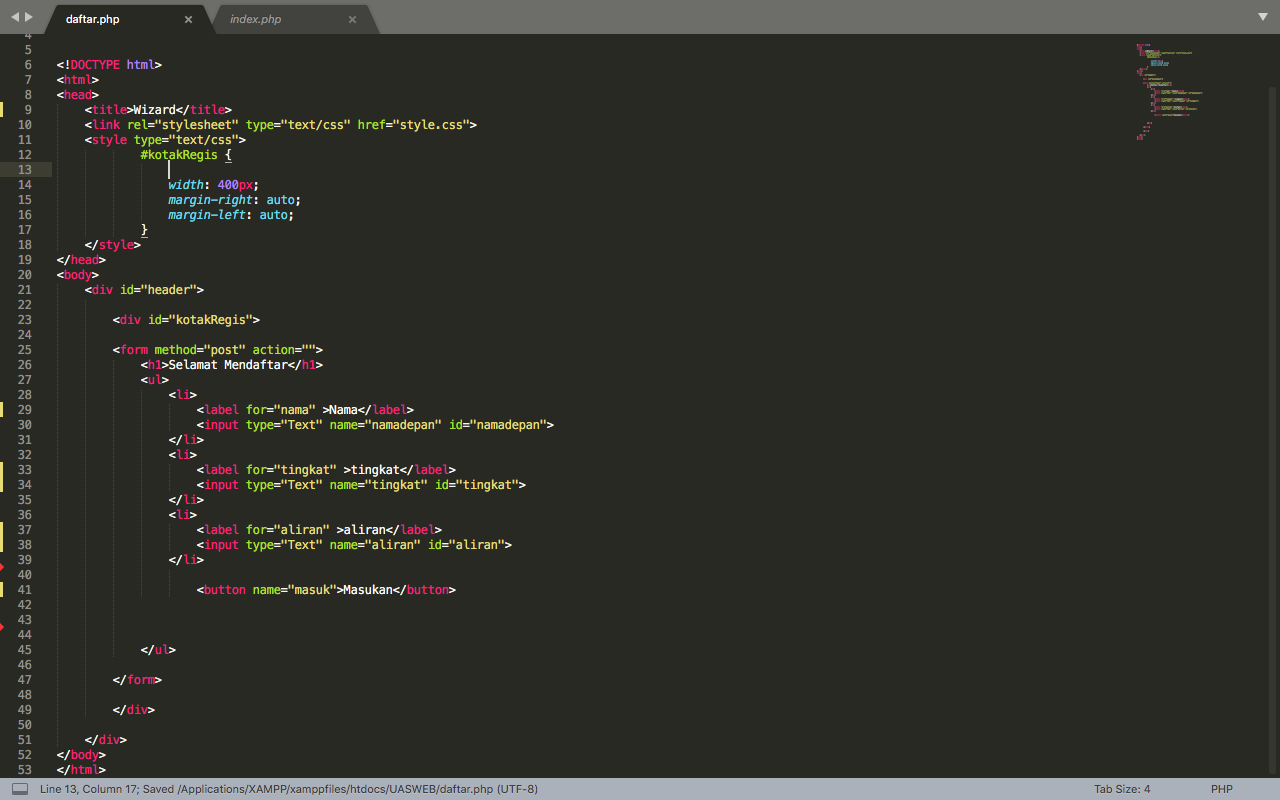 daftar.php ×
index.php ×
4
5
6 <!DOCTYPE html>
7 <html>
8 <head>
9     <title>Wizard</title>
10     <link rel="stylesheet" type="text/css" href="style.css">
11     <style type="text/css">
12             #kotakRegis {
13
14                 width: 400px;
15                 margin-right: auto;
16                 margin-left: auto;
17             }
18     </style>
19 </head>
20 <body>
21     <div id="header">
22
23         <div id="kotakRegis">
24
25         <form method="post" action="">
26             <h1>Selamat Mendaftar</h1>
27             <ul>
28                 <li>
29                     <label for="nama" >Nama</label>
30                     <input type="Text" name="namadepan" id="namadepan">
31                 </li>
32                 <li>
33                     <label for="tingkat" >tingkat</label>
34                     <input type="Text" name="tingkat" id="tingkat">
35                 </li>
36                 <li>
37                     <label for="aliran" >aliran</label>
38                     <input type="Text" name="aliran" id="aliran">
39                 </li>
40
41                     <button name="masuk">Masukan</button>
42
43
44
45             </ul>
46
47         </form>
48
49         </div>
50
51     </div>
52 </body>
53 </html>
Line 13, Column 17; Saved /Applications/XAMPP/xamppfiles/htdocs/UASWEB/daftar.php (UTF-8)
Tab Size: 4
PHP